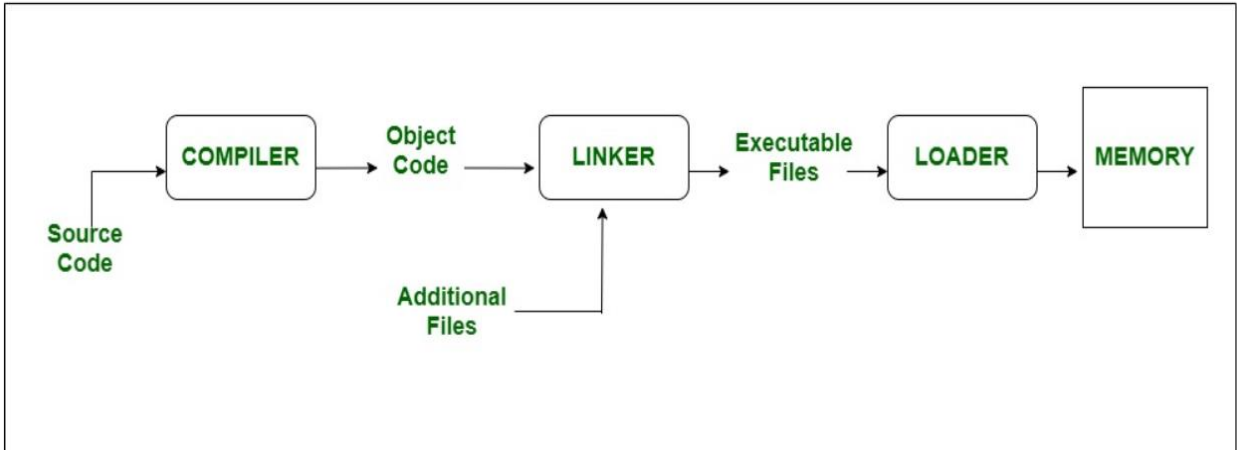 Source
Code
COMPILER
Object
Code
LINKER
Additional
Files
Executable
Files
LOADER
MEMORY